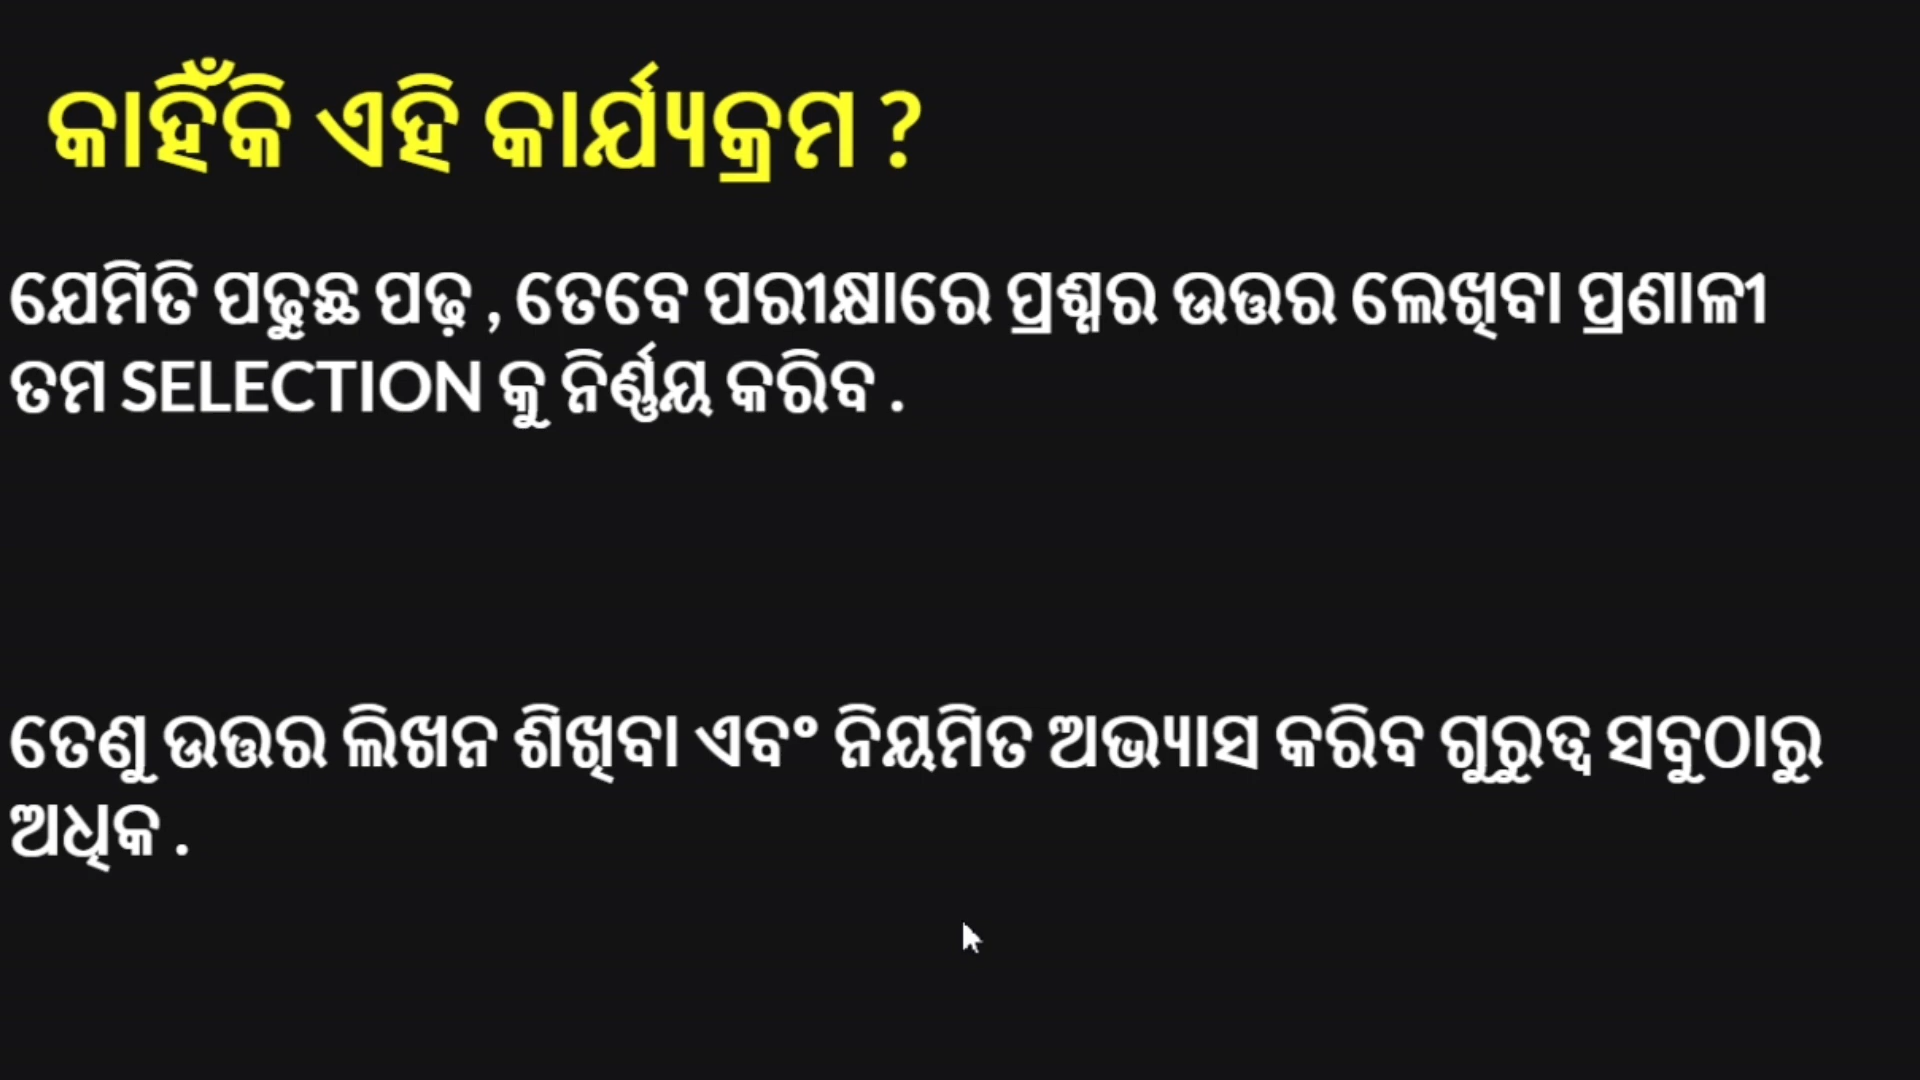 କାହିଁକି ଏହି କାର୍ଯ୍ୟକ୍ରମ ?
ଯେମିତି ପଢୁଛ ପଢ଼ , ତେବେ ପରୀକ୍ଷାରେ ପ୍ରଶ୍ନର ଉତ୍ତର ଲେଖିବା ପ୍ରଣାଳୀ
ତମ SELECTION କୁ ନିର୍ଣ୍ଣୟ କରିବ .
ତେଣୁ ଉତ୍ତର ଲିଖନ ଶିଖିବା ଏବଂ ନିୟମିତ ଅଭ୍ୟାସ କରିବ ଗୁରୁତ୍ୱ ସବୁଠାରୁ
ଅଧିକ .